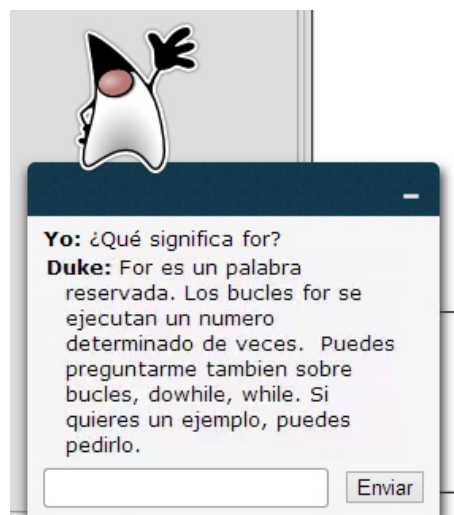 Yo: ¿Qué significa for?
Duke: For es un palabra
reservada. Los bucles for se
ejecutan un numero
determinado de veces.  Puedes
preguntarme tambien sobre
bucles, dowhile, while. Si
quieres un ejemplo, puedes
pedirlo.
Enviar